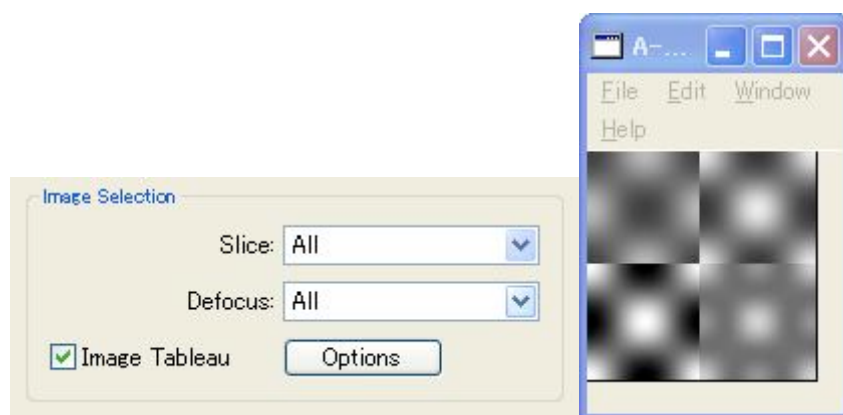 A-...
File Edit Window
Help
Image Selection
Slice: All
Defocus: All
Image Tableau Options